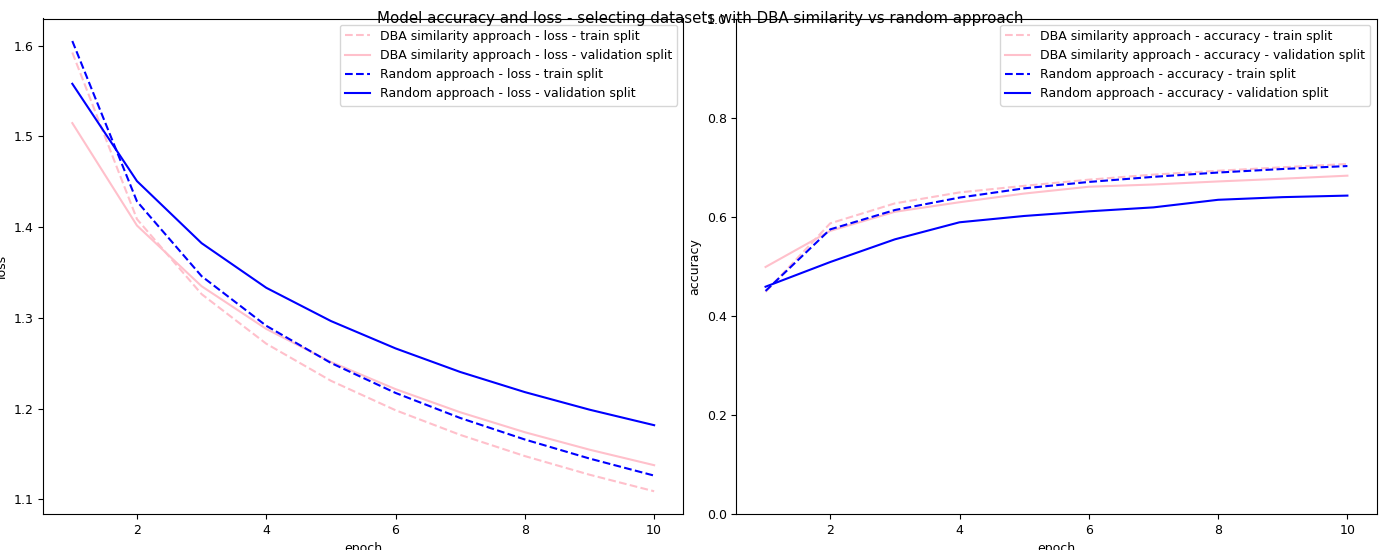 Model accuracy and loss - selecting datasets with DBA similarity vs random approach
DBA similarity approach - loss - train split
DBA similarity approach - loss - validation split
Random approach - loss - train split
Random approach - loss - validation split
1.6
1.5
1.4
1.3
1.2
1.1
loss
2 4 6 8 10
epoch
DBA similarity approach - accuracy - train split
DBA similarity approach - accuracy - validation split
Random approach - accuracy - train split
Random approach - accuracy - validation split
1.0
0.8
0.6
0.4
0.2
0.0
accuracy
2 4 6 8 10
epoch